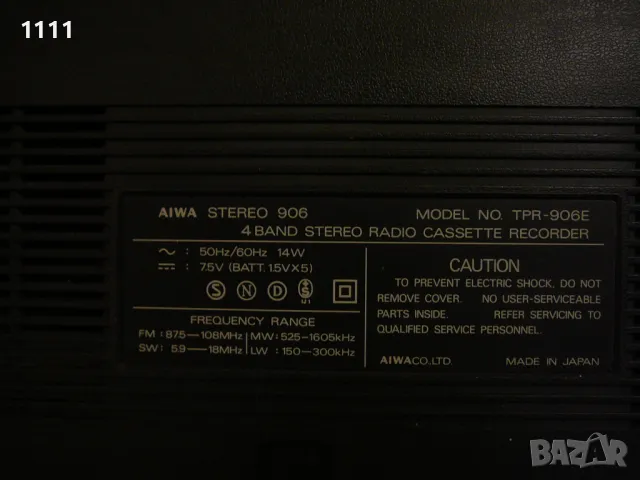 1111
AIWA STEREO 906 MODEL NO. TPR-906E
4 BAND STEREO RADIO CASSETTE RECORDER
~ : 50Hz/60Hz 14W
⎓ : 7.5V (BATT. 1.5V X 5)
S N D S
FREQUENCY RANGE
FM : 87.5—108MHz MW : 525-1605kHz
SW : 5.9—18MHz LW : 150-300kHz
CAUTION
TO PREVENT ELECTRIC SHOCK, DO NOT
REMOVE COVER. NO USER-SERVICEABLE
PARTS INSIDE. REFER SERVICING TO
QUALIFIED SERVICE PERSONNEL.
AIWA CO., LTD. MADE IN JAPAN
BAZAR